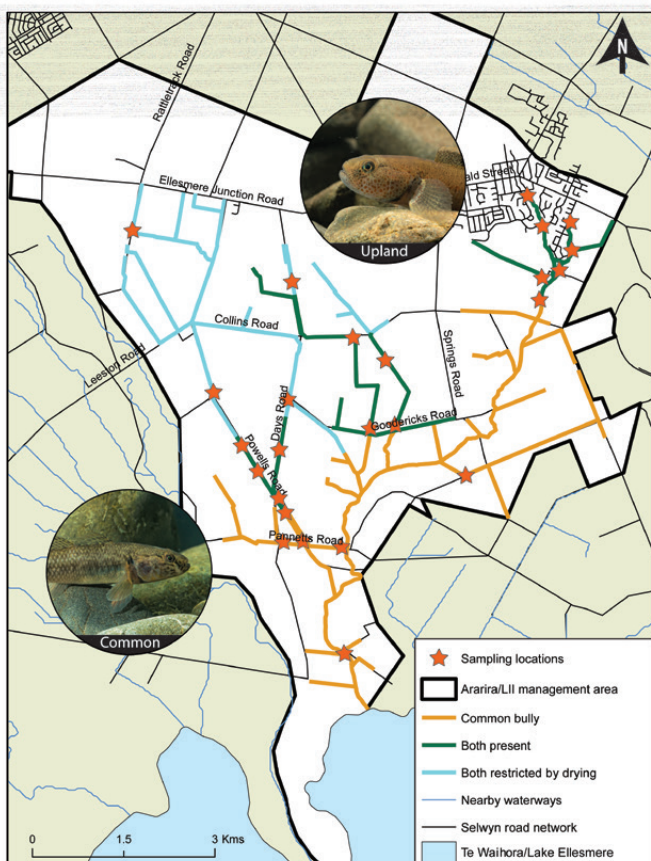 N
Rattletrack Road
Ellesmere Junction Road
ald Street
Upland
Collins Road
Springs Road
Leeston Road
Days Road
Goodericks Road
Powells Road
Pannetts Road
Common
Sampling locations
Ararira/LII management area
Common bully
Both present
Both restricted by drying
Nearby waterways
Selwyn road network
Te Waihora/Lake Ellesmere
0 1.5 3 Kms